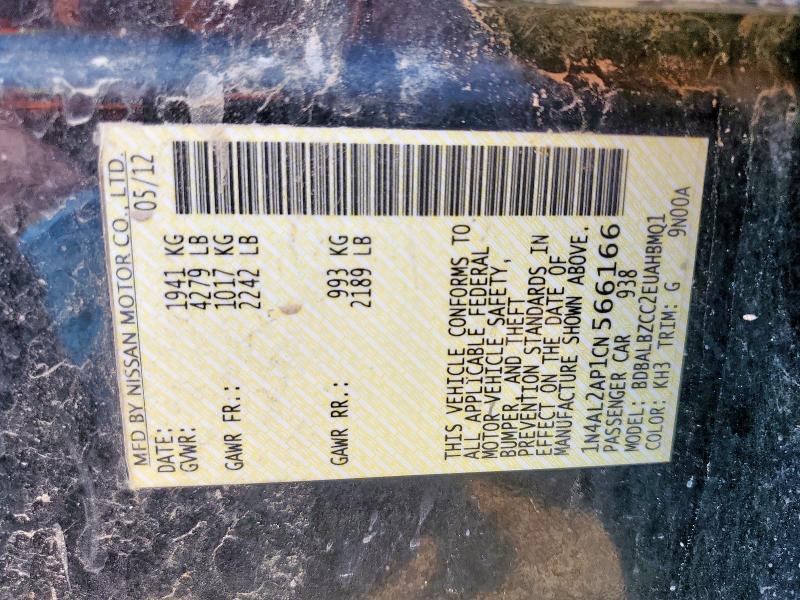 MFD BY NISSAN MOTOR CO., LTD.
DATE: 05/12
GVWR: 1941 KG
4279 LB
GAWR FR.: 1017 KG
2242 LB
GAWR RR.: 993 KG
2189 LB
THIS VEHICLE CONFORMS TO
ALL APPLICABLE FEDERAL
MOTOR VEHICLE SAFETY,
BUMPER AND THEFT
PREVENTION STANDARDS IN
EFFECT ON THE DATE OF
MANUFACTURE SHOWN ABOVE.
1N4AL2AP1CN566166
PASSENGER CAR 938
MODEL: BDBALBZCC2EUAHBMQ1
COLOR: KH3 TRIM: G 9N00A